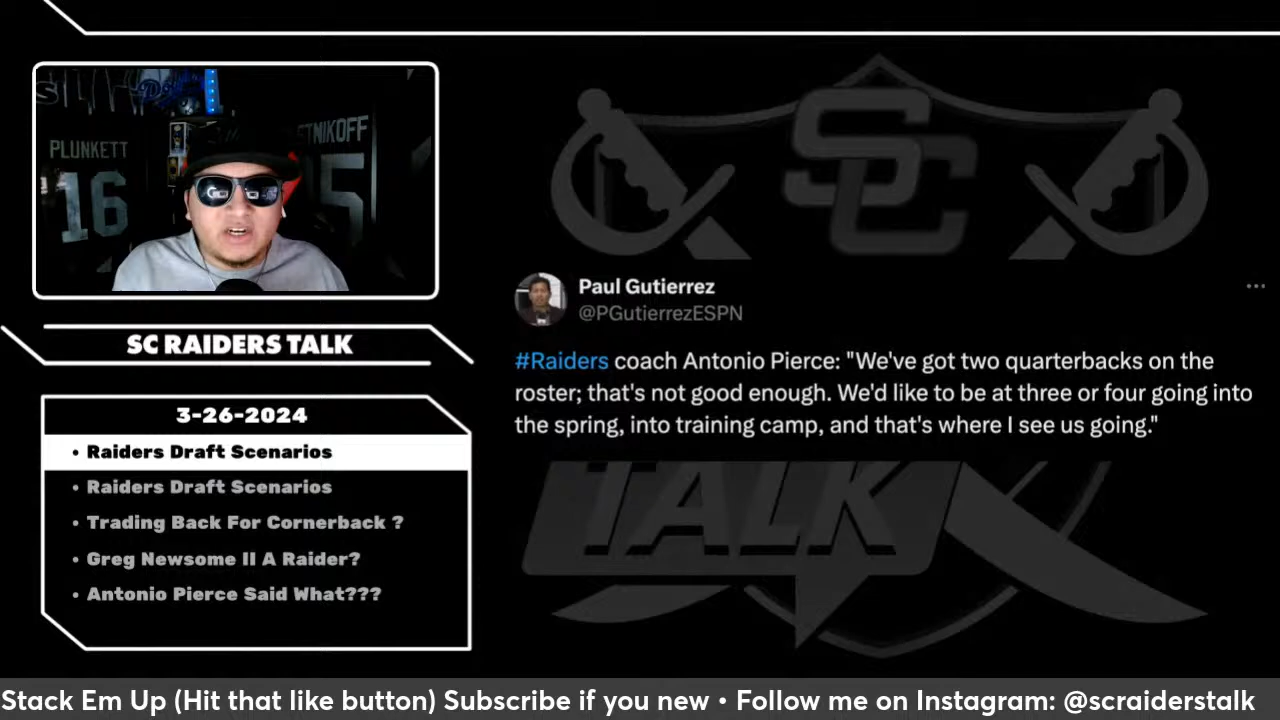 PLUNKETT
16
TNIKOFF
5
SC RAIDERS TALK
3-26-2024
• Raiders Draft Scenarios
• Raiders Draft Scenarios
• Trading Back For Cornerback ?
• Greg Newsome II A Raider?
• Antonio Pierce Said What???
SC
Paul Gutierrez
@PGutierrezESPN
#Raiders coach Antonio Pierce: "We've got two quarterbacks on the
roster; that's not good enough. We'd like to be at three or four going into
the spring, into training camp, and that's where I see us going."
TALK
Stack Em Up (Hit that like button) Subscribe if you new • Follow me on Instagram: @scraiderstalk